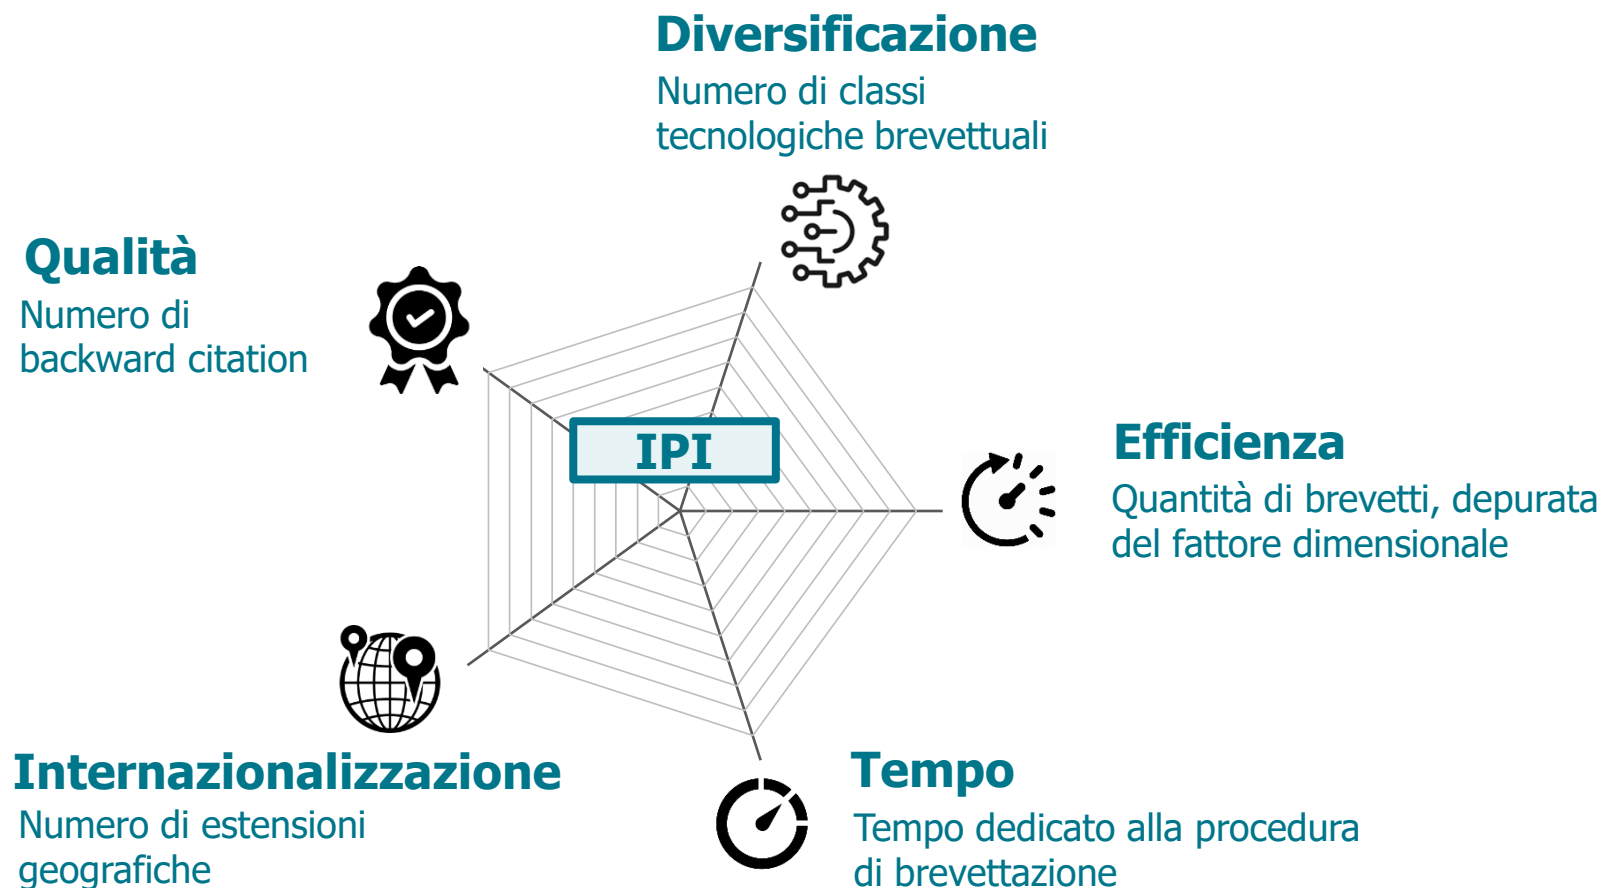 Diversificazione
Numero di classi
tecnologiche brevettuali
Qualità
Numero di
backward citation
IPI
Efficienza
Quantità di brevetti, depurata
del fattore dimensionale
Internazionalizzazione
Numero di estensioni
geografiche
Tempo
Tempo dedicato alla procedura
di brevettazione